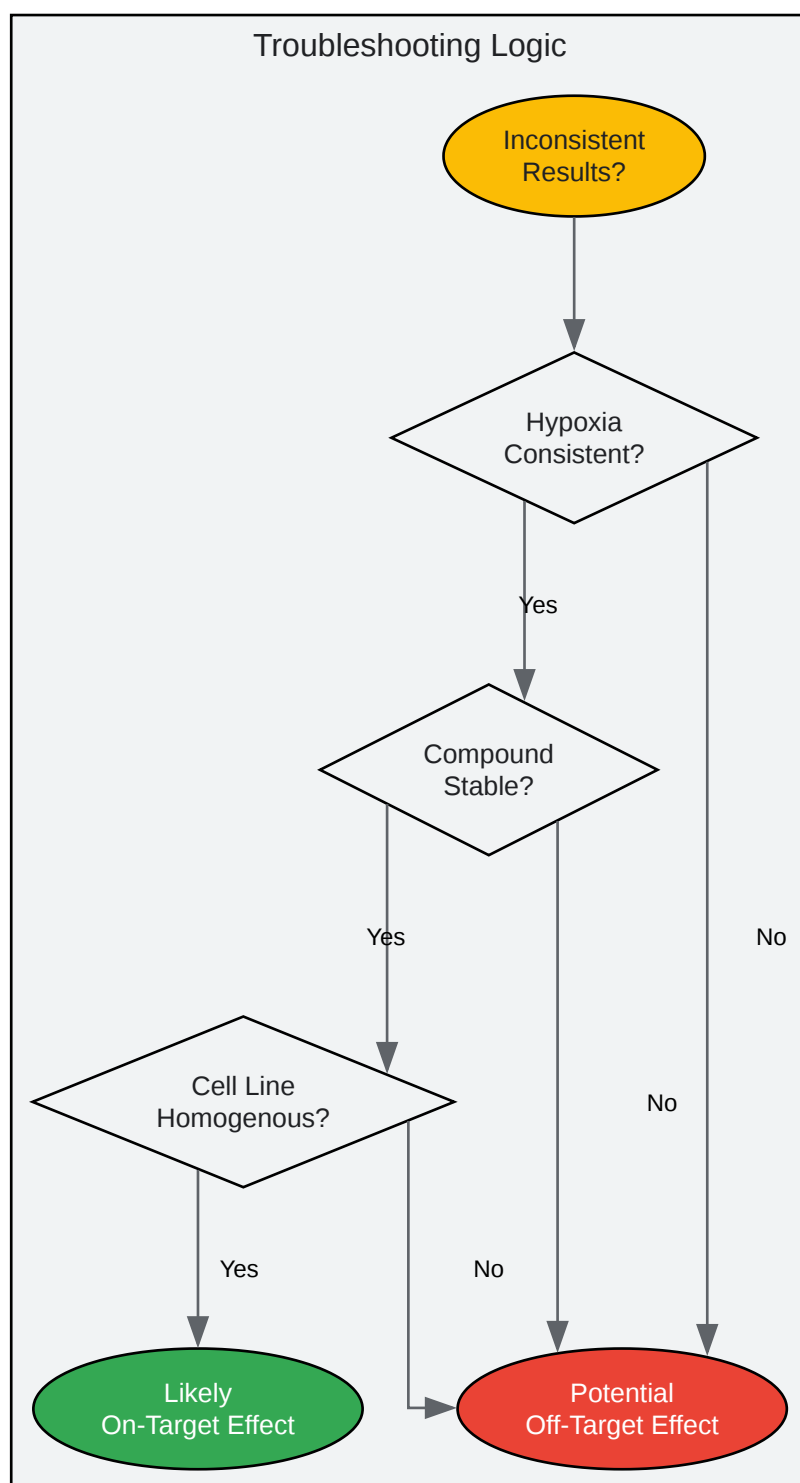 Troubleshooting Logic
Inconsistent
Results?
Hypoxia
Consistent?
Yes
Compound
Stable?
Yes
No
Cell Line
Homogenous?
No
Yes
No
Likely
On-Target Effect
Potential
Off-Target Effect